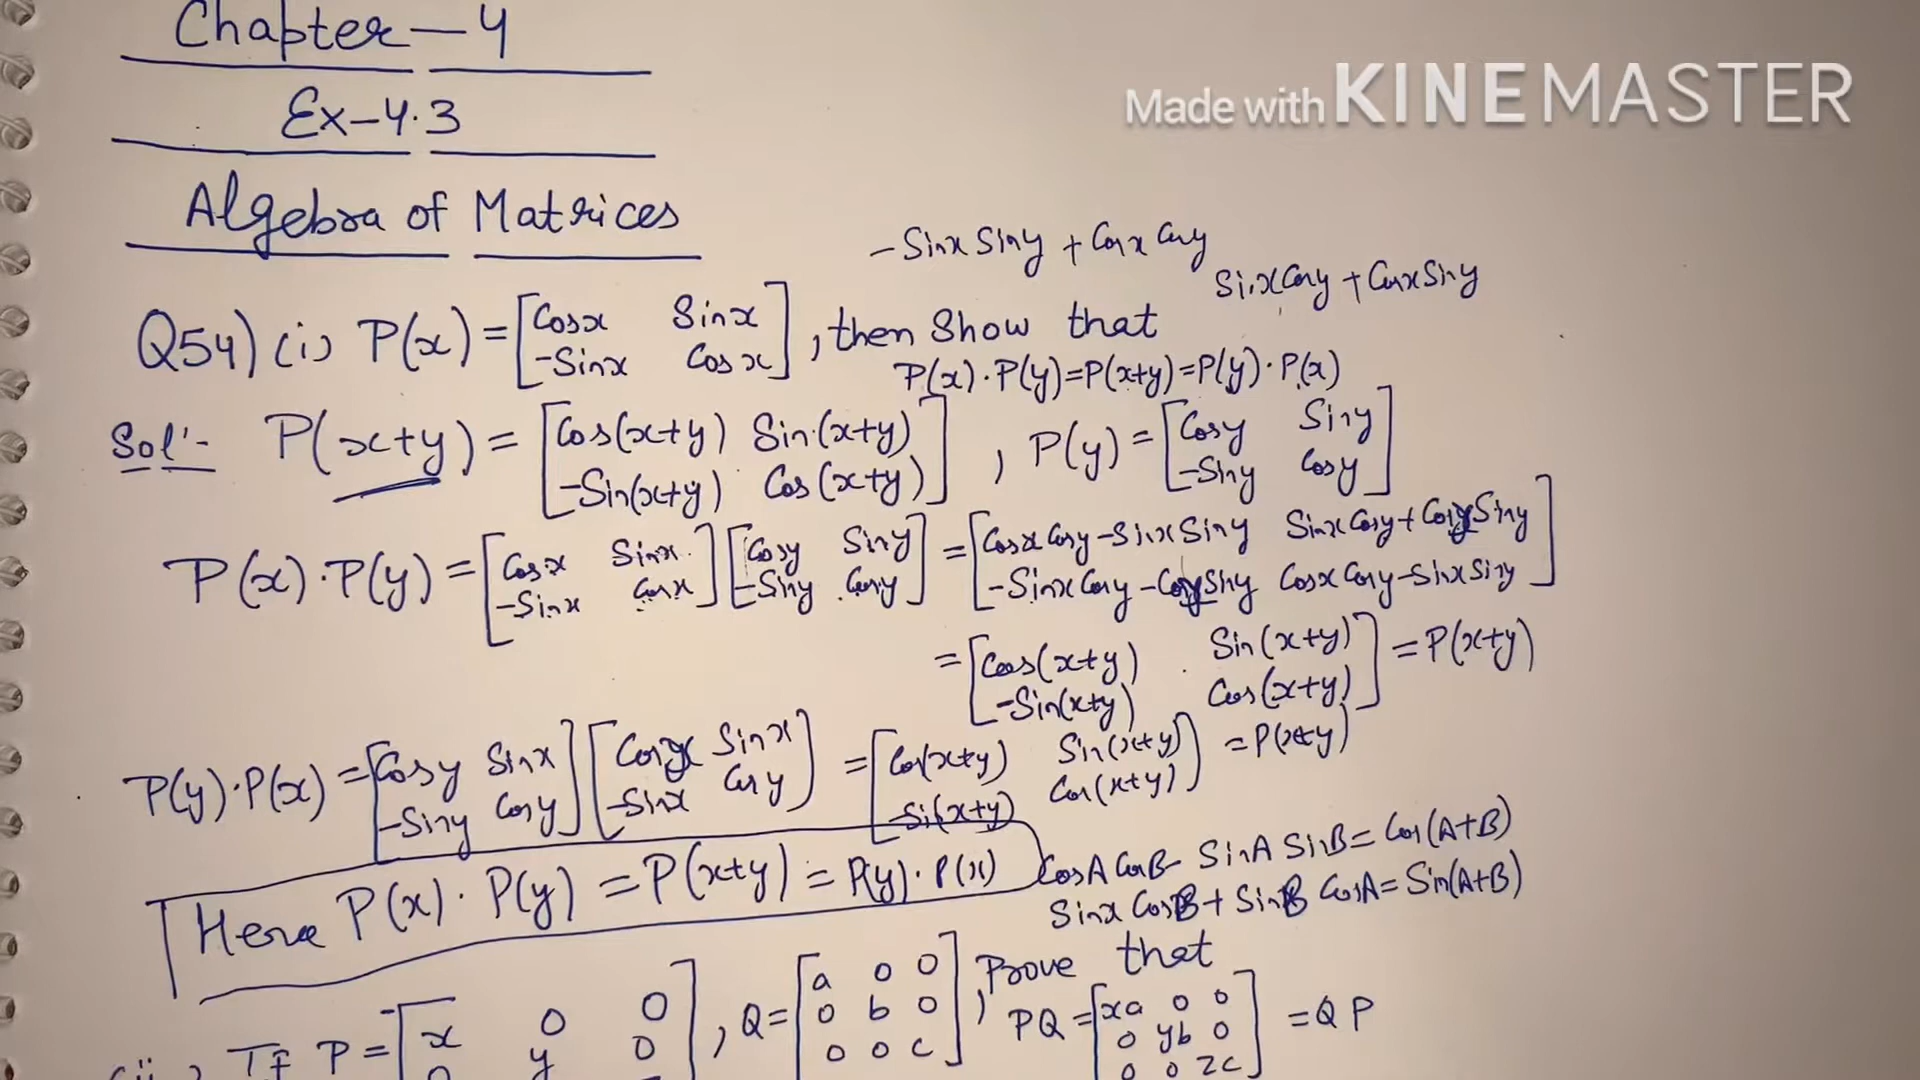 Chapter-4
Made with KINEMASTER
Ex-4.3
Algebra of Matrices
-Sinx Siny + Cosx Cosy
Sinx Cosy + Cosx Siny
Q54) (i) P(x) = [Cosx Sinx
-Sinx Cosx], then Show that
P(x)·P(y)=P(x+y)=P(y)·P(x)
Sol:- P(x+y) = [Cos(x+y) Sin(x+y)
-Sin(x+y) Cos(x+y)], P(y) = [Cosy Siny
-Siny Cosy]
P(x)·P(y) = [Cosx Sinx
-Sinx Cosx] [Cosy Siny
-Siny Cosy] = [Cosx Cosy - Sinx Siny Sinx Cosy + Cosx Siny
-Sinx Cosy - Cosx Siny Cosx Cosy - Sinx Siny]
= [Cos(x+y) Sin(x+y)
-Sin(x+y) Cos(x+y)] = P(x+y)
P(y)·P(x) = [Cosy Sinx
-Siny Cosy] [Cosx Sinx
-Sinx Cosy] = [Cos(x+y) Sin(x+y)
-Si(x+y) Cos(x+y)] = P(x+y)
CosA CosB - SinA SinB = Cos(A+B)
Sinx CosB + SinB CosA = Sin(A+B)
Hence P(x)·P(y) = P(x+y) = P(y)·P(x)
(ii) If P = [x 0 0
y 0
, Q = [a 0 0
0 b 0
0 0 c], Prove that
PQ = [xa 0 0
0 yb 0
0 0 zc] = QP